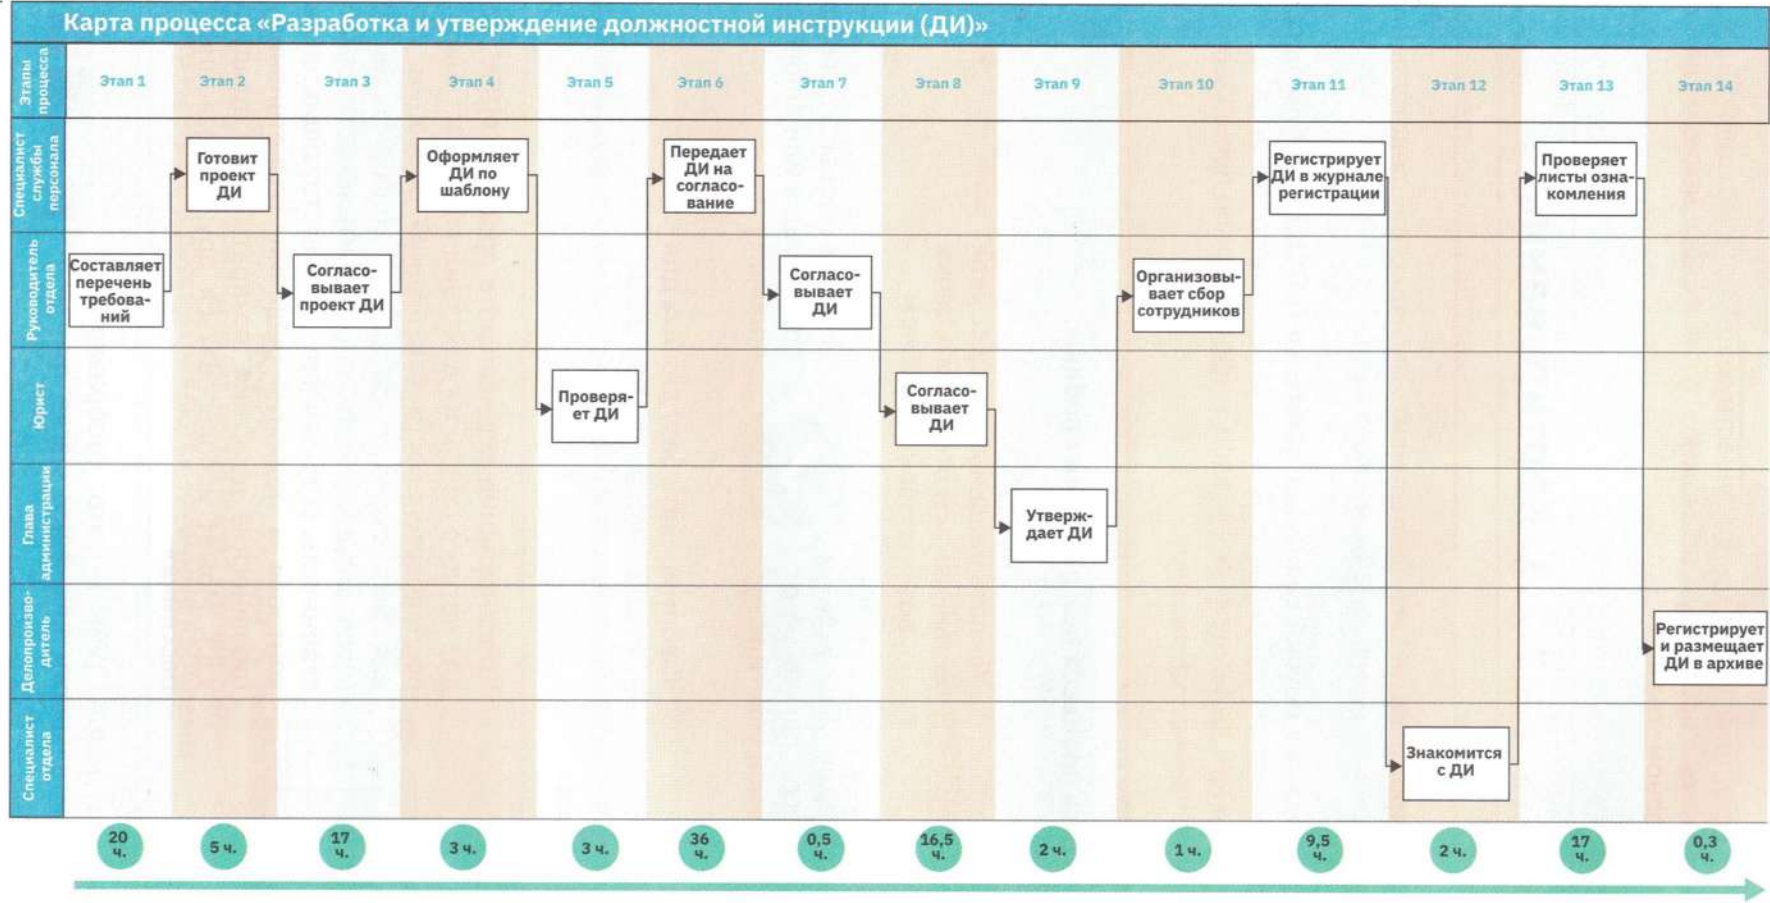 Карта процесса «Разработка и утверждение должностной инструкции (ДИ)»
Этапы
процесса
Этап 1
Этап 2
Этап 3
Этап 4
Этап 5
Этап 6
Этап 7
Этап 8
Этап 9
Этап 10
Этап 11
Этап 12
Этап 13
Этап 14
Специалист
службы
персонала
Готовит
проект
ДИ
Оформляет
ДИ по
шаблону
Передает
ДИ на
согласо-
вание
Регистрирует
ДИ в журнале
регистрации
Проверяет
листы озна-
комления
Руководитель
отдела
Составляет
перечень
требова-
ний
Согласо-
вывает
проект ДИ
Согласо-
вывает
ДИ
Организовы-
вает сбор
сотрудников
Юрист
Проверя-
ет ДИ
Согласо-
вывает
ДИ
Глава
администрации
Утверж-
дает ДИ
Делопроизво-
дитель
Регистрирует
и размещает
ДИ в архиве
Специалист
отдела
Знакомится
с ДИ
20
ч.
5 ч.
17
ч.
3 ч.
3 ч.
36
ч.
0,5
ч.
16,5
ч.
2 ч.
1 ч.
9,5
ч.
2 ч.
17
ч.
0,3
ч.